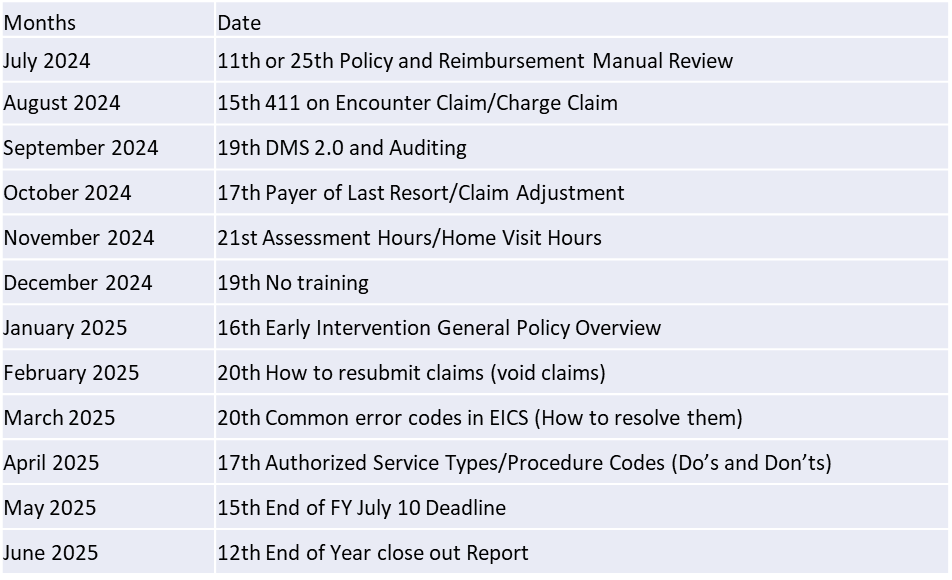 Months Date
July 2024 11th or 25th Policy and Reimbursement Manual Review
August 2024 15th 411 on Encounter Claim/Charge Claim
September 2024 19th DMS 2.0 and Auditing
October 2024 17th Payer of Last Resort/Claim Adjustment
November 2024 21st Assessment Hours/Home Visit Hours
December 2024 19th No training
January 2025 16th Early Intervention General Policy Overview
February 2025 20th How to resubmit claims (void claims)
March 2025 20th Common error codes in EICS (How to resolve them)
April 2025 17th Authorized Service Types/Procedure Codes (Do’s and Don’ts)
May 2025 15th End of FY July 10 Deadline
June 2025 12th End of Year close out Report